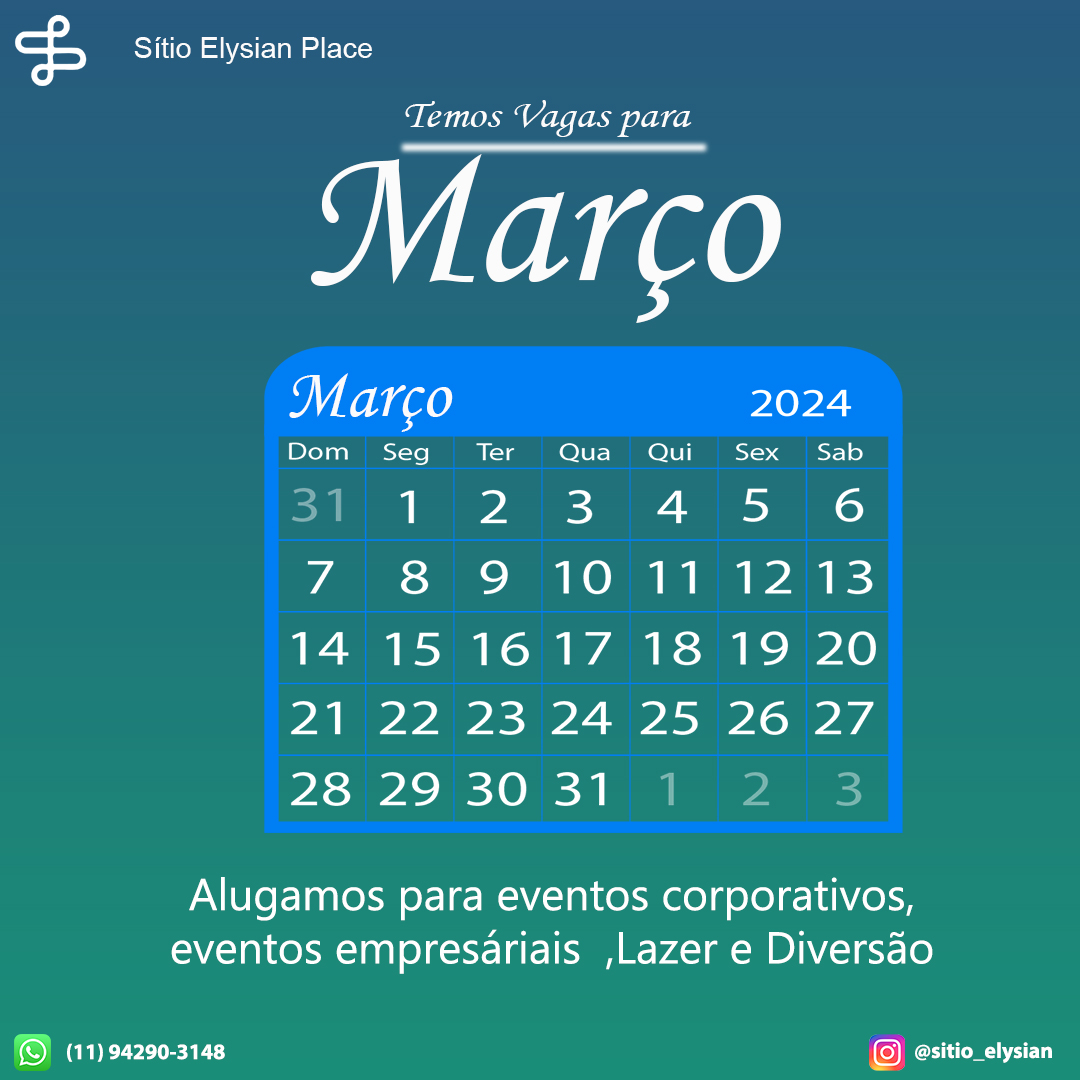 Sítio Elysian Place
Temos Vagas para
Março
Março 2024
Dom Seg Ter Qua Qui Sex Sab
31 1 2 3 4 5 6
7 8 9 10 11 12 13
14 15 16 17 18 19 20
21 22 23 24 25 26 27
28 29 30 31 1 2 3
Alugamos para eventos corporativos,
eventos empresáriais ,Lazer e Diversão
(11) 94290-3148 @sitio_elysian